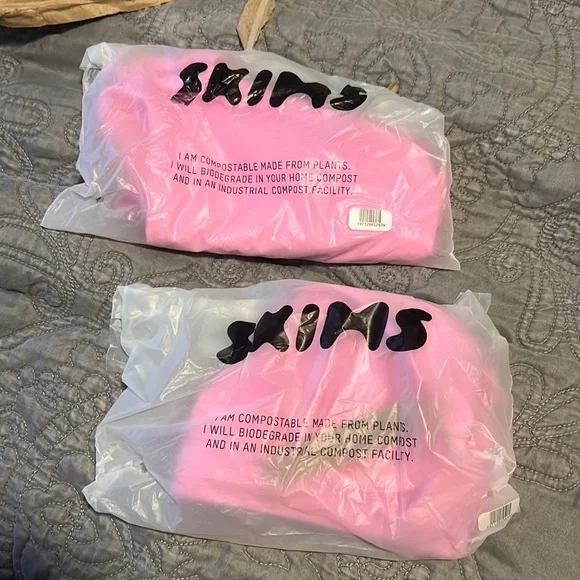 SKIMS
I AM COMPOSTABLE MADE FROM PLANTS.
I WILL BIODEGRADE IN YOUR HOME COMPOST
AND IN AN INDUSTRIAL COMPOST FACILITY.
SKIMS
I AM COMPOSTABLE MADE FROM PLANTS.
I WILL BIODEGRADE IN YOUR HOME COMPOST
AND IN AN INDUSTRIAL COMPOST FACILITY.